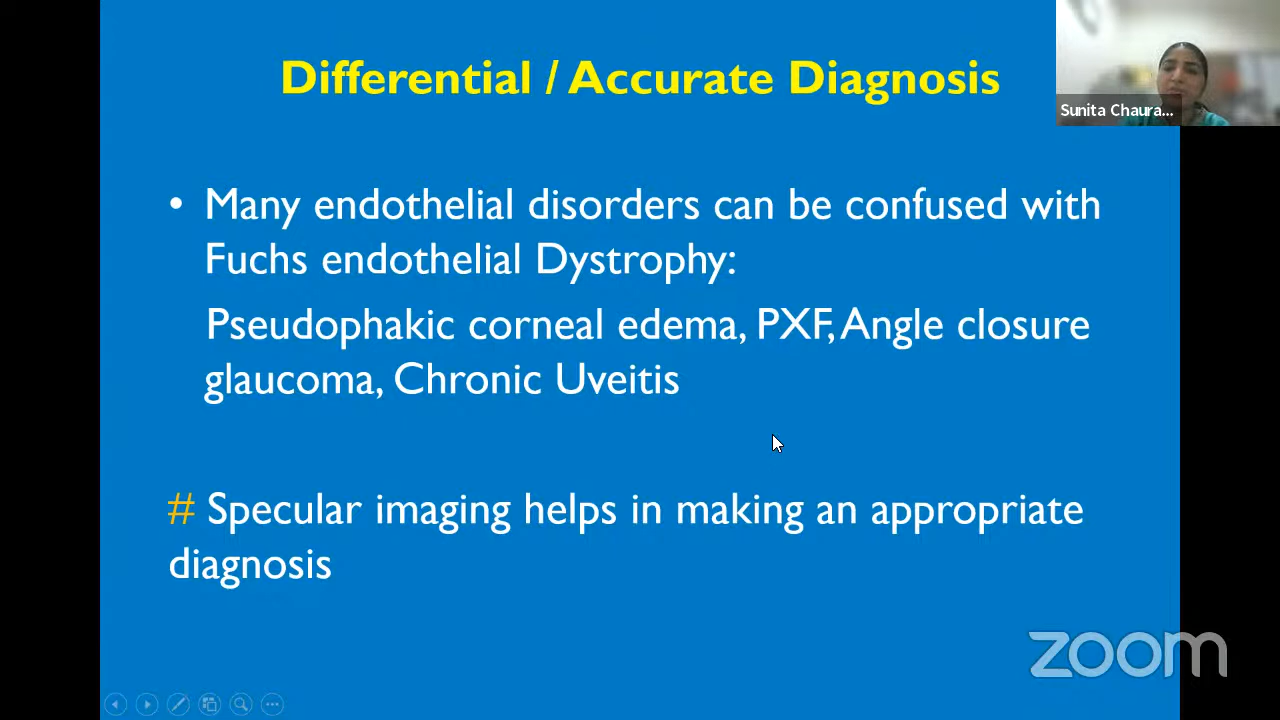 Differential / Accurate Diagnosis
Sunita Chaura...
• Many endothelial disorders can be confused with
Fuchs endothelial Dystrophy:
Pseudophakic corneal edema, PXF, Angle closure
glaucoma, Chronic Uveitis
# Specular imaging helps in making an appropriate
diagnosis
zoom